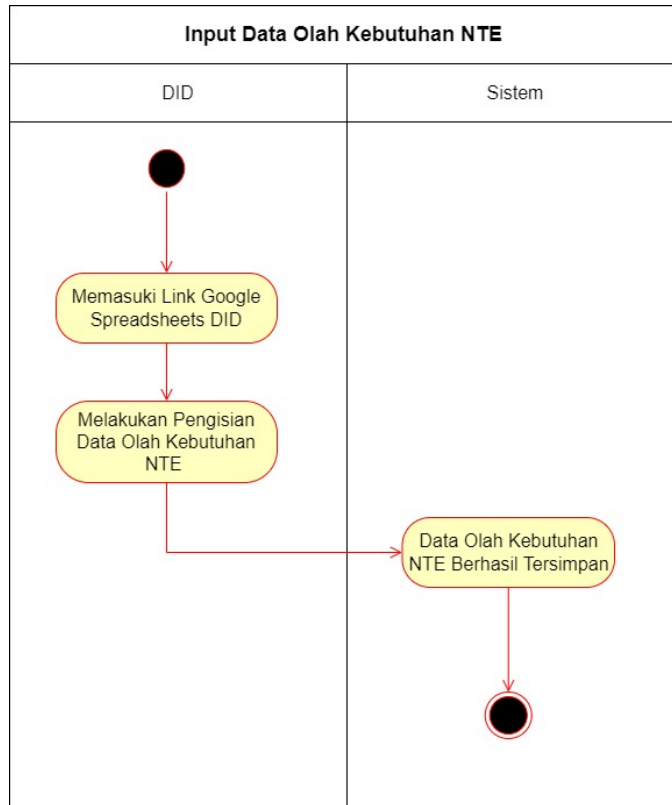 Input Data Olah Kebutuhan NTE
DID
Sistem
Memasuki Link Google
Spreadsheets DID
Melakukan Pengisian
Data Olah Kebutuhan
NTE
Data Olah Kebutuhan
NTE Berhasil Tersimpan